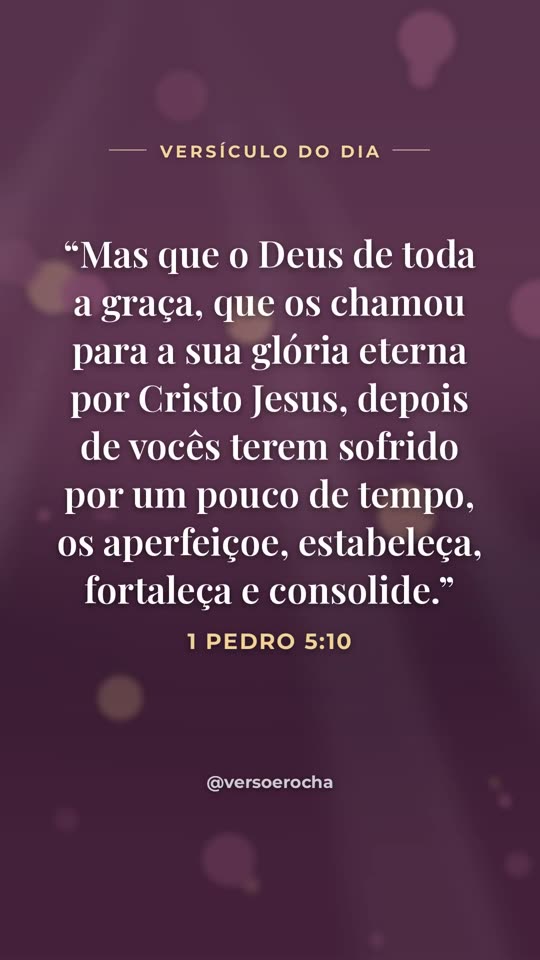 VERSÍCULO DO DIA
“Mas que o Deus de toda
a graça, que os chamou
para a sua glória eterna
por Cristo Jesus, depois
de vocês terem sofrido
por um pouco de tempo,
os aperfeiçoe, estabeleça,
fortaleça e consolide.”
1 PEDRO 5:10
@versoerocha